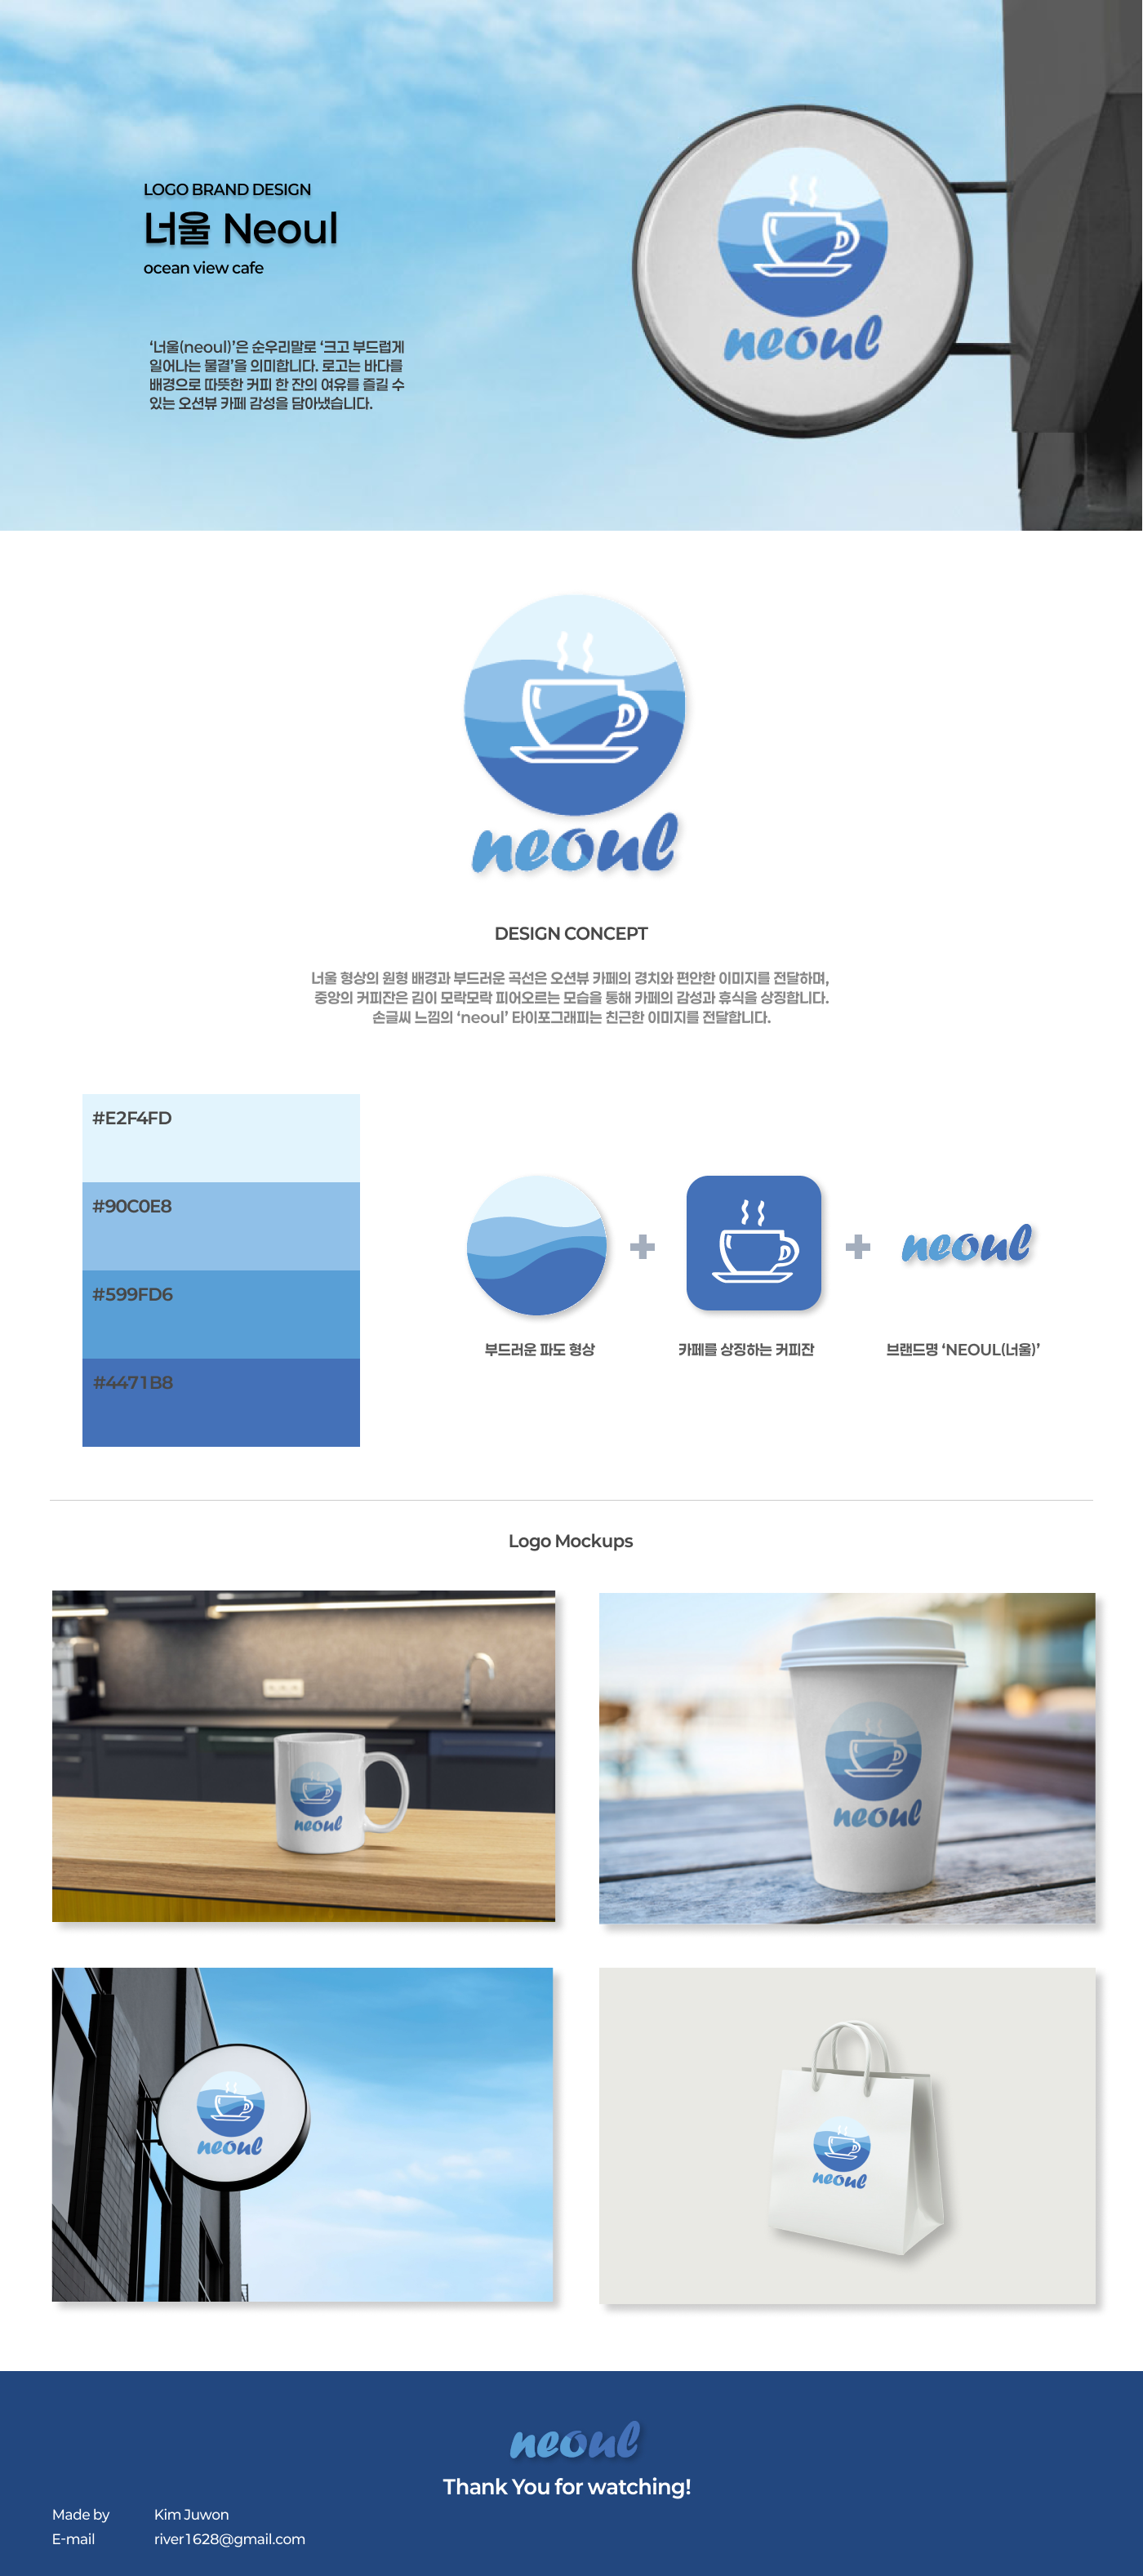 LOGO BRAND DESIGN
너울 Neoul
ocean view cafe
‘너울(neoul)’은 순우리말로 ‘크고 부드럽게
일어나는 물결’을 의미합니다. 로고는 바다를
배경으로 따뜻한 커피 한 잔의 여유를 즐길 수
있는 오션뷰 카페 감성을 담아냈습니다.
neoul
neoul
DESIGN CONCEPT
너울 형상의 원형 배경과 부드러운 곡선은 오션뷰 카페의 경치와 편안한 이미지를 전달하며,
중앙의 커피잔은 김이 모락모락 피어오르는 모습을 통해 카페의 감성과 휴식을 상징합니다.
손글씨 느낌의 ‘neoul’ 타이포그래피는 친근한 이미지를 전달합니다.
#E2F4FD
#90C0E8
#599FD6
#4471B8
neoul
부드러운 파도 형상
카페를 상징하는 커피잔
브랜드명 ‘NEOUL(너울)’
Logo Mockups
neoul
neoul
neoul
neoul
neoul
Thank You for watching!
Made by Kim Juwon
E-mail river1628@gmail.com